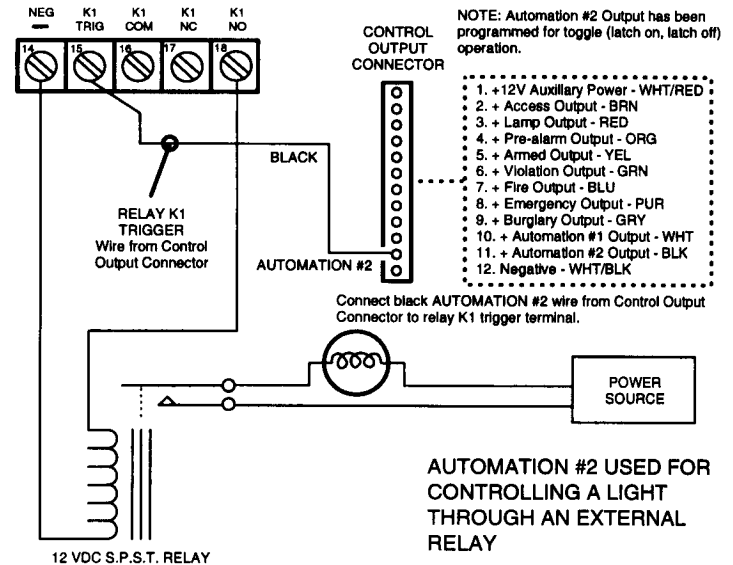 NEG K1 K1 K1 K1
— TRIG COM NC NO
14 15 16 17 18
CONTROL
OUTPUT
CONNECTOR
NOTE: Automation #2 Output has been
programmed for toggle (latch on, latch off)
operation.
1. +12V Auxillary Power - WHT/RED
2. + Access Output - BRN
3. + Lamp Output - RED
4. + Pre-alarm Output - ORG
5. + Armed Output - YEL
6. + Violation Output - GRN
7. + Fire Output - BLU
8. + Emergency Output - PUR
9. + Burglary Output - GRY
10. + Automation #1 Output - WHT
11. + Automation #2 Output - BLK
12. Negative - WHT/BLK
BLACK
RELAY K1
TRIGGER
Wire from Control
Output Connector
AUTOMATION #2
Connect black AUTOMATION #2 wire from Control Output
Connector to relay K1 trigger terminal.
POWER
SOURCE
AUTOMATION #2 USED FOR
CONTROLLING A LIGHT
THROUGH AN EXTERNAL
RELAY
12 VDC S.P.S.T. RELAY